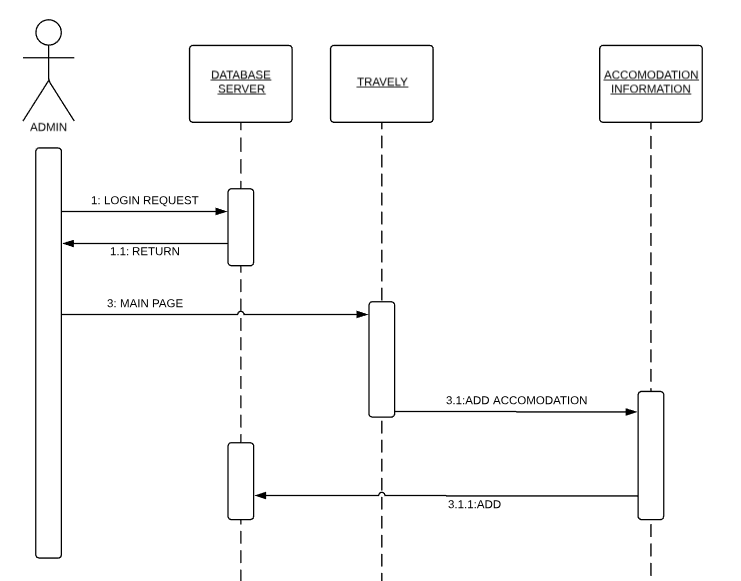 DATABASE
SERVER
TRAVELY
ACCOMODATION
INFORMATION
ADMIN
1: LOGIN REQUEST
1.1: RETURN
3: MAIN PAGE
3.1:ADD ACCOMODATION
3.1.1:ADD